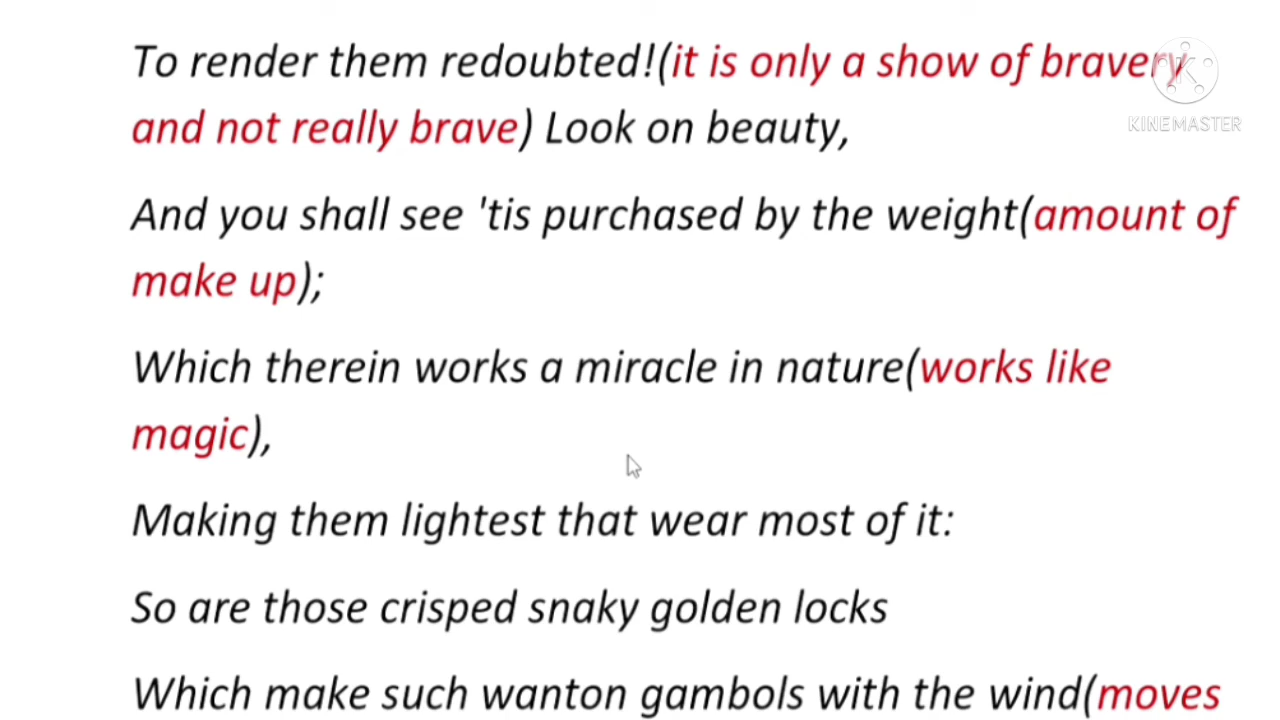 To render them redoubted!(it is only a show of bravery
and not really brave) Look on beauty,
And you shall see 'tis purchased by the weight(amount of
make up);
Which therein works a miracle in nature(works like
magic),
Making them lightest that wear most of it:
So are those crisped snaky golden locks
Which make such wanton gambols with the wind(moves
KINEMASTER